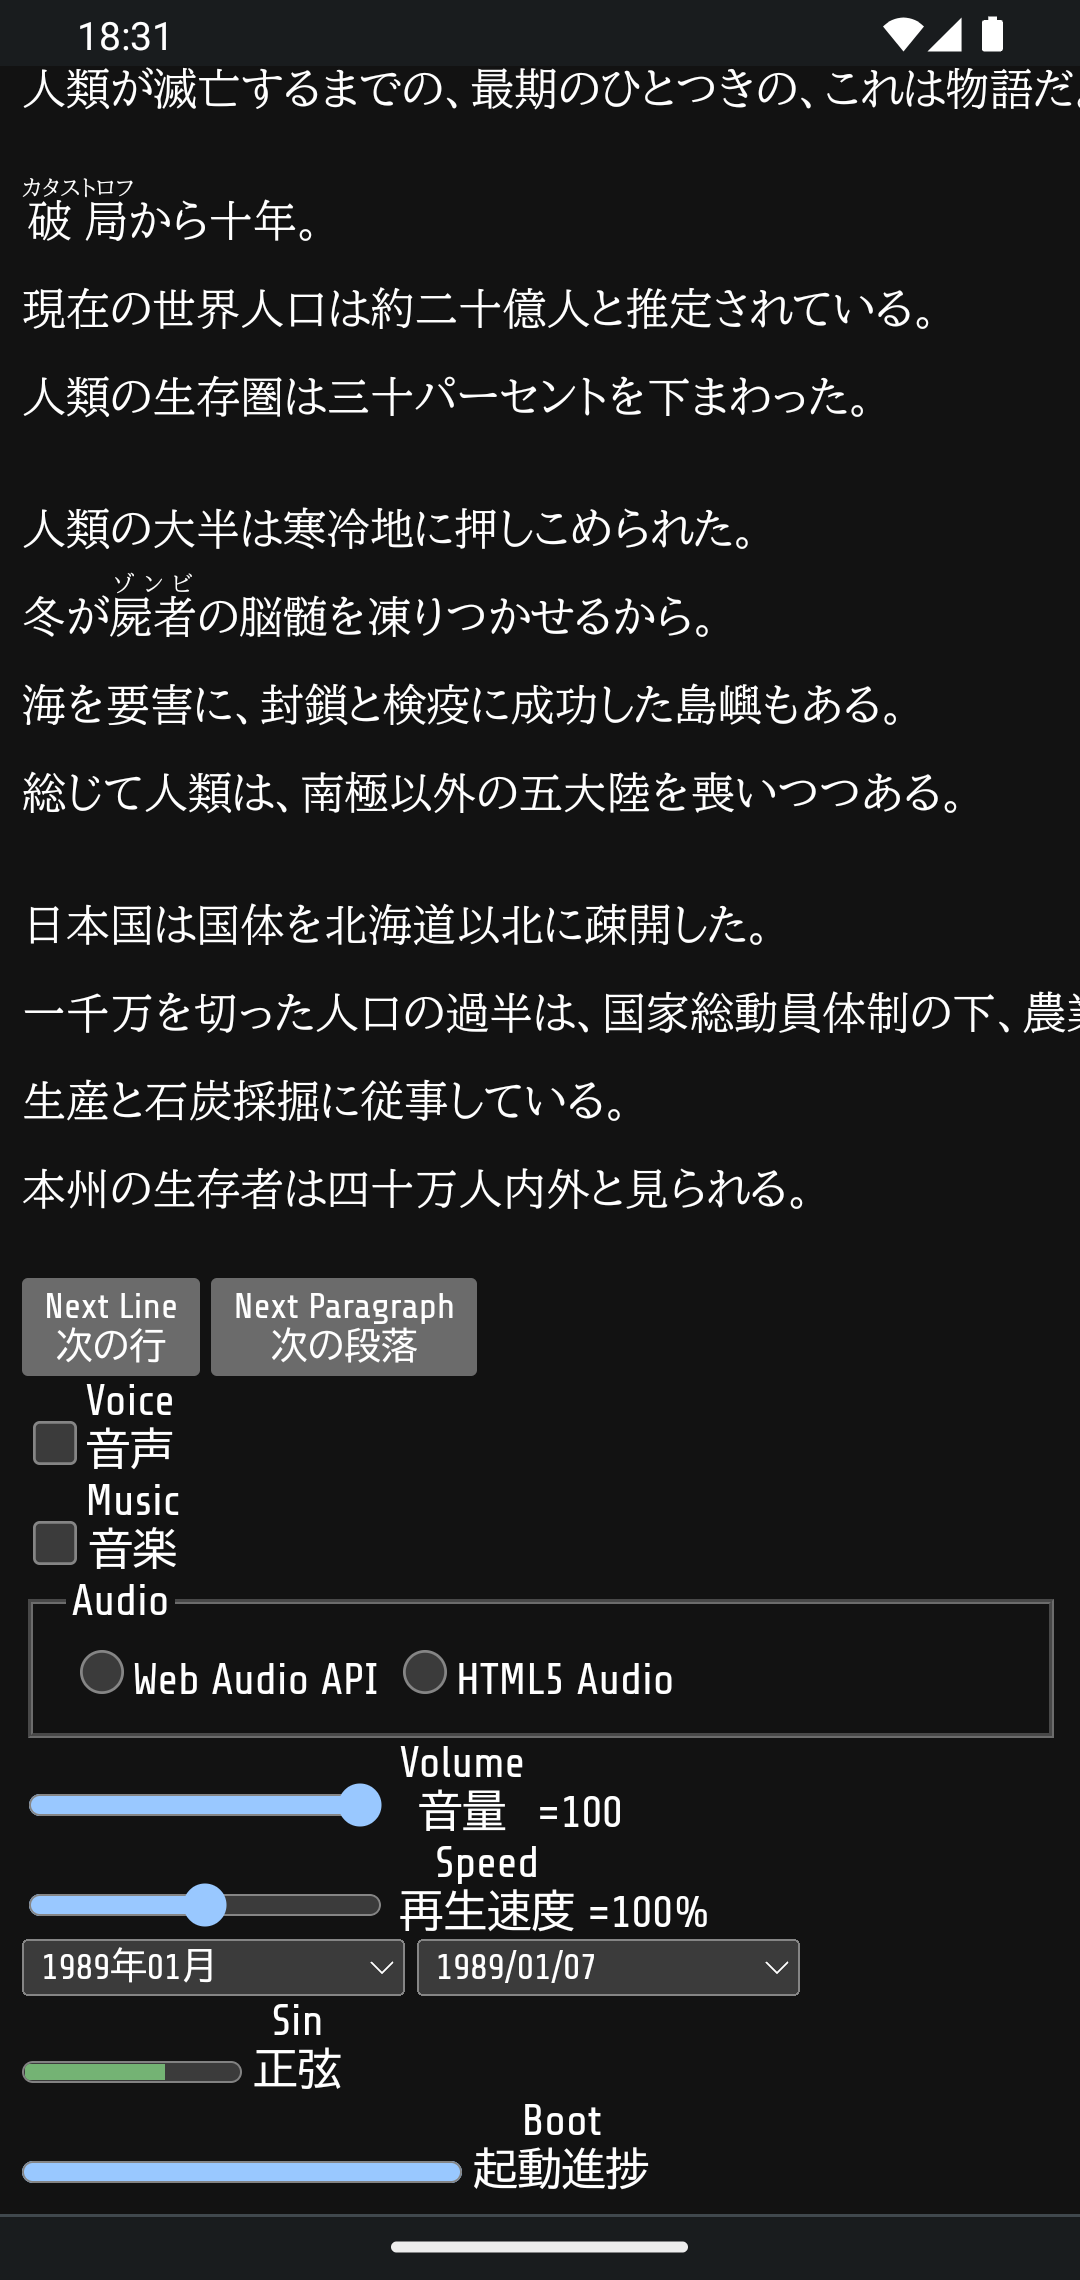 18:31
人類が滅亡するまでの、最期のひとつきの、これは物語だ。
カタストロフ
破局から十年。
現在の世界人口は約二十億人と推定されている。
人類の生存圏は三十パーセントを下まわった。
人類の大半は寒冷地に押しこめられた。
ゾンビ
冬が屍者の脳髄を凍りつかせるから。
海を要害に、封鎖と検疫に成功した島嶼もある。
総じて人類は、南極以外の五大陸を喪いつつある。
日本国は国体を北海道以北に疎開した。
一千万を切った人口の過半は、国家総動員体制の下、農業
生産と石炭採掘に従事している。
本州の生存者は四十万人内外と見られる。
Next Line Next Paragraph
次の行 次の段落
Voice
音声
Music
音楽
Audio
Web Audio API HTML5 Audio
Volume
音量 =100
Speed
再生速度 =100%
1989年01月 1989/01/07
Sin
正弦
Boot
起動進捗